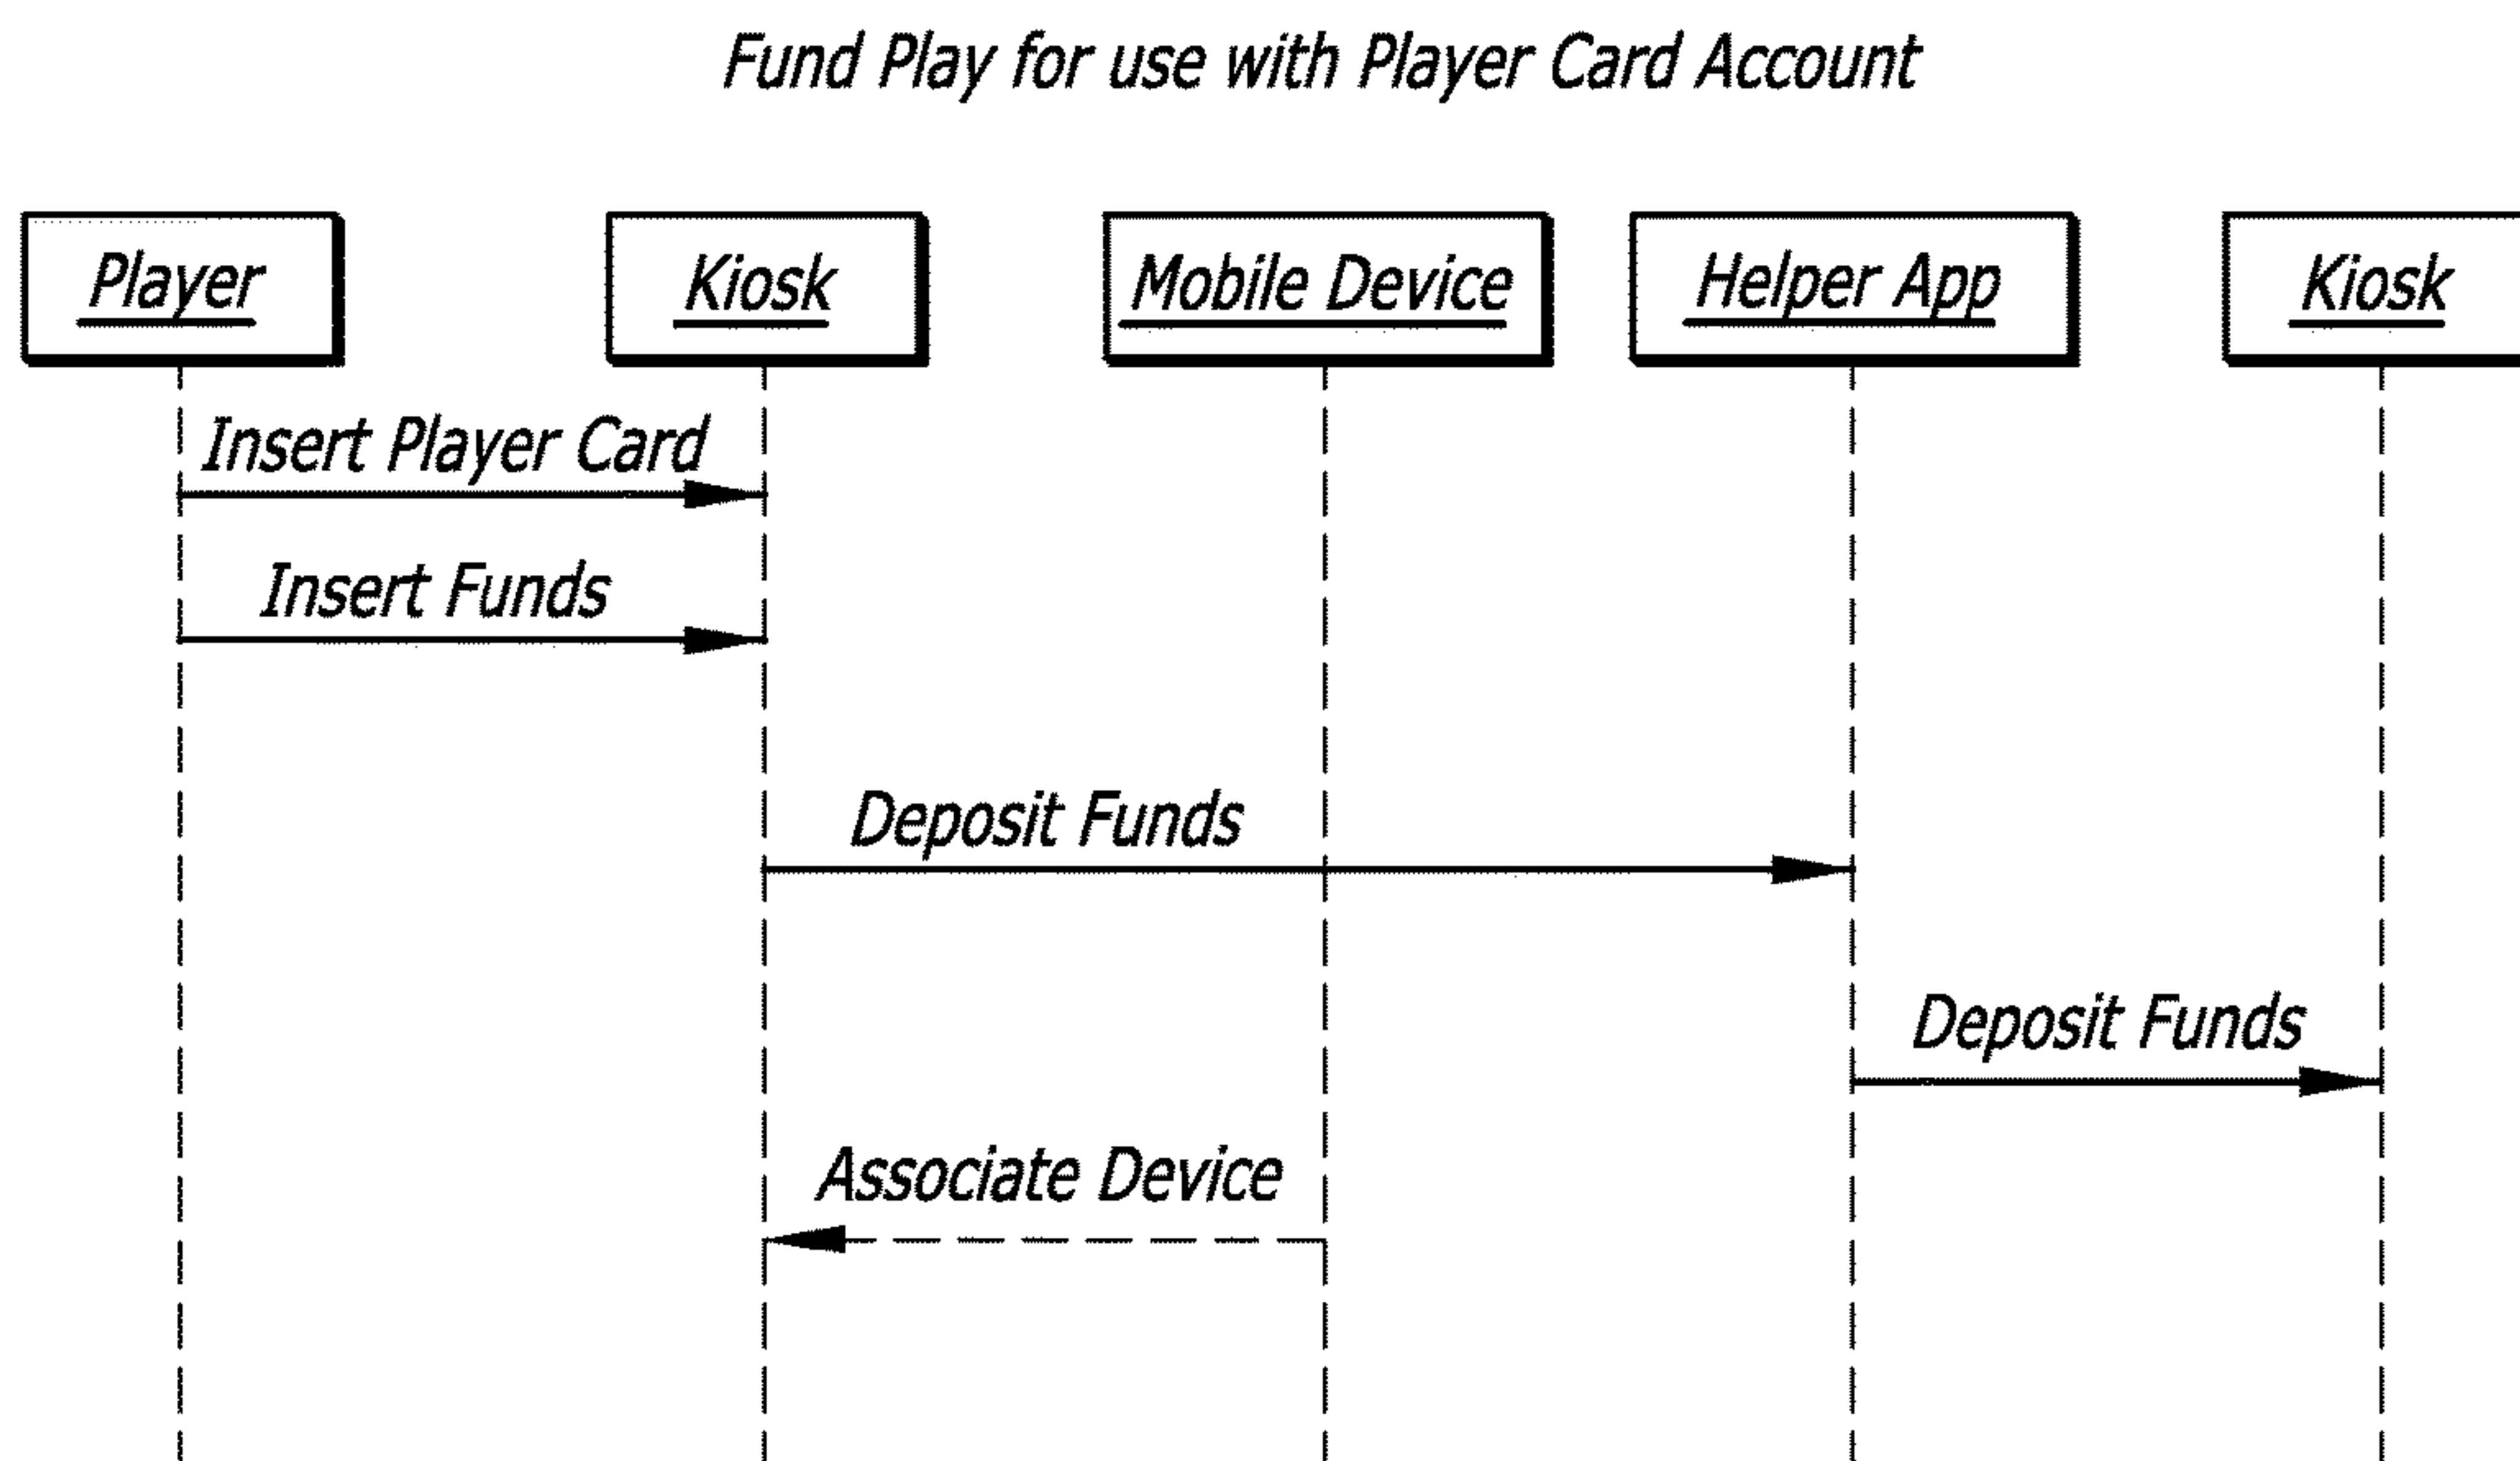 Fund Play for use with Player Card Account
Player
Kiosk
Mobile Device
Helper App
Kiosk
Insert Player Card
Insert Funds
Deposit Funds
Deposit Funds
Associate Device